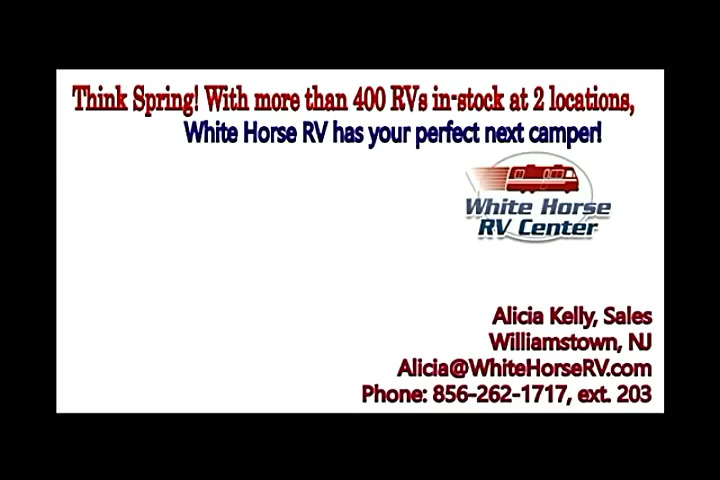 Think Spring! With more than 400 RVs in-stock at 2 locations,
White Horse RV has your perfect next camper!
White Horse
RV Center
Alicia Kelly, Sales
Williamstown, NJ
Alicia@WhiteHorseRV.com
Phone: 856-262-1717, ext. 203